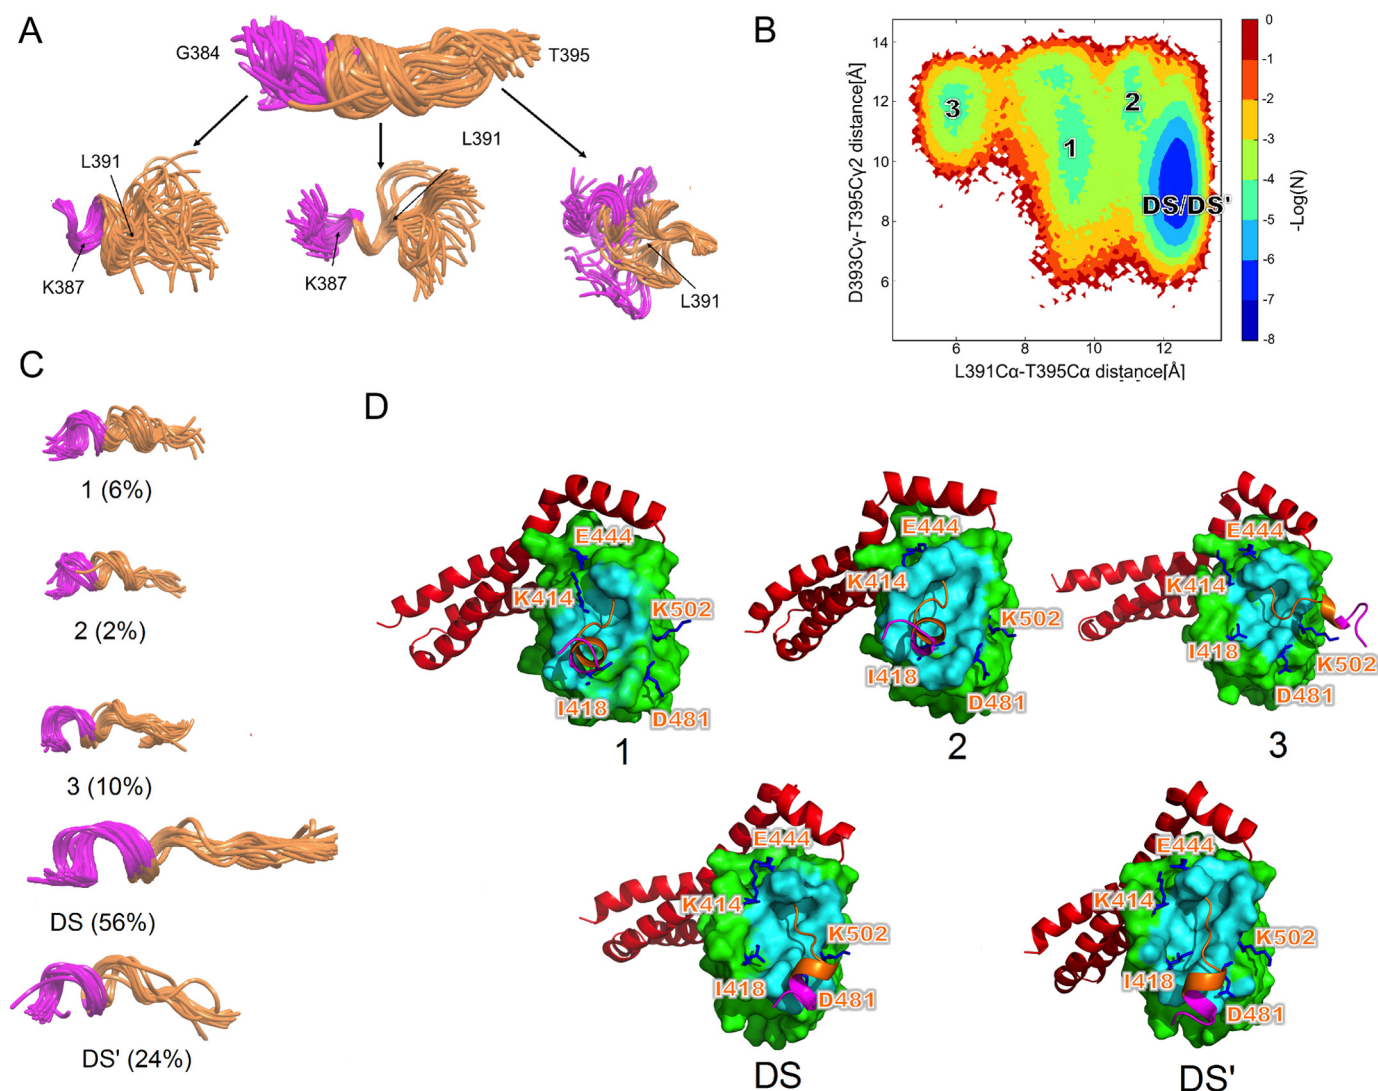 A
G384
T395
L391
L391
K387
K387
L391
B
D393Cγ-T395Cγ2 distance[Å]
14
12
10
8
6
3
2
1
DS/DS'
6
8
10
12
L391Cα-T395Cα distance[Å]
0
-1
-2
-3
-4
-5
-6
-7
-8
-Log(N)
C
1 (6%)
2 (2%)
3 (10%)
DS (56%)
DS' (24%)
D
E444
K414
K502
I418
D481
1
E444
K414
K502
I418
D481
2
E444
K414
I418
K502
D481
3
E444
K414
K502
I418
D481
DS
E444
K414
K502
I418
D481
DS'